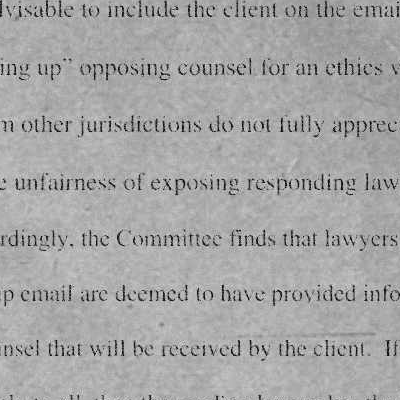 lvisable to include the client on the emai
ing up” opposing counsel for an ethics v
m other jurisdictions do not fully apprec
e unfairness of exposing responding law
rdingly, the Committee finds that lawyers
up email are deemed to have provided info
nsel that will be received by the client. If